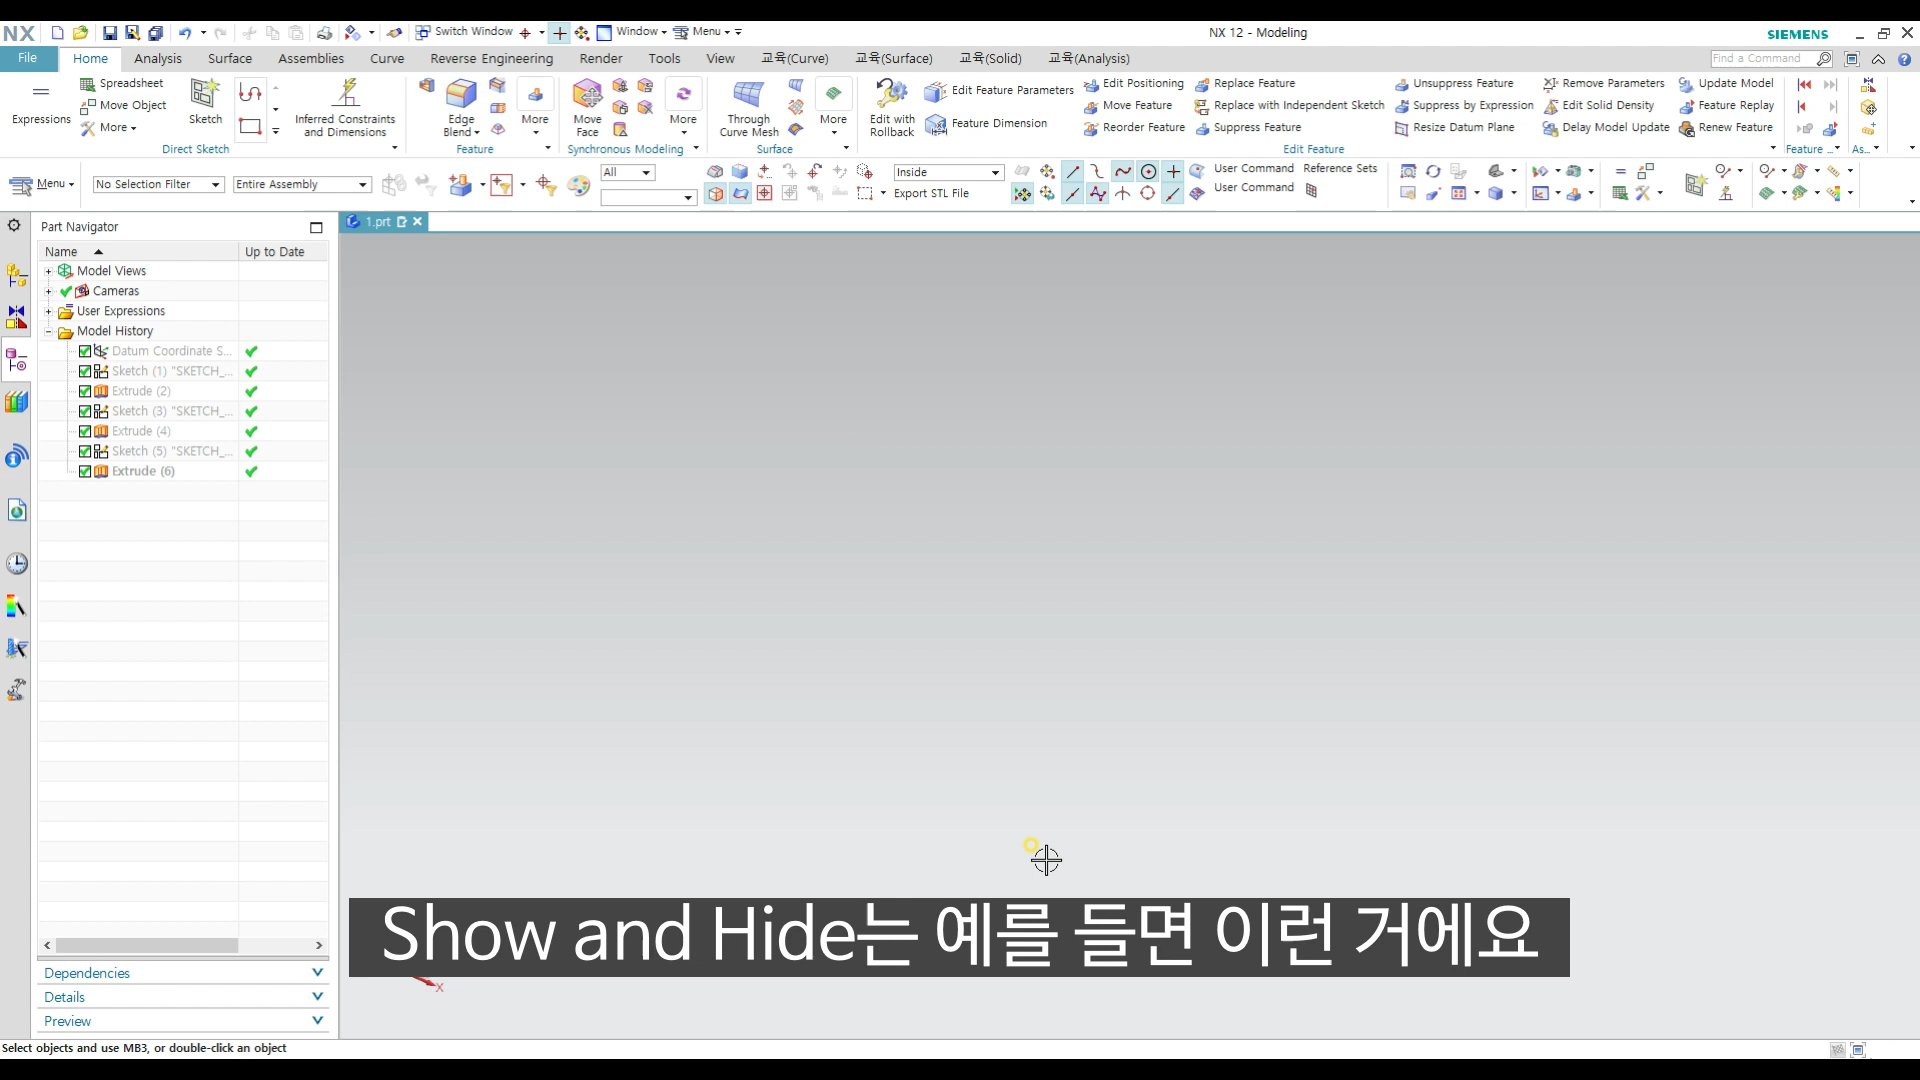 NX Switch Window Window Menu NX 12 - Modeling SIEMENS
File Home Analysis Surface Assemblies Curve Reverse Engineering Render Tools View 교육(Curve) 교육(Surface) 교육(Solid) 교육(Analysis) Find a Command
Expressions
Spreadsheet
Move Object
More
Sketch
Direct Sketch
Inferred Constraints
and Dimensions
Edge
Blend
More
Feature
Move
Face
More
Synchronous Modeling
Through
Curve Mesh
More
Surface
Edit with
Rollback
Edit Feature Parameters
Feature Dimension
Edit Positioning
Move Feature
Reorder Feature
Replace Feature
Replace with Independent Sketch
Suppress Feature
Unsuppress Feature
Suppress by Expression
Resize Datum Plane
Remove Parameters
Edit Solid Density
Delay Model Update
Update Model
Feature Replay
Renew Feature
Edit Feature
Feature ...
As...
Menu No Selection Filter Entire Assembly All Inside
Export STL File
User Command Reference Sets
User Command
Part Navigator
1.prt
Name Up to Date
Model Views
Cameras
User Expressions
Model History
Datum Coordinate S...
Sketch (1) "SKETCH_...
Extrude (2)
Sketch (3) "SKETCH_...
Extrude (4)
Sketch (5) "SKETCH_...
Extrude (6)
Show and Hide는 예를 들면 이런 거에요
X
Dependencies
Details
Preview
Select objects and use MB3, or double-click an object